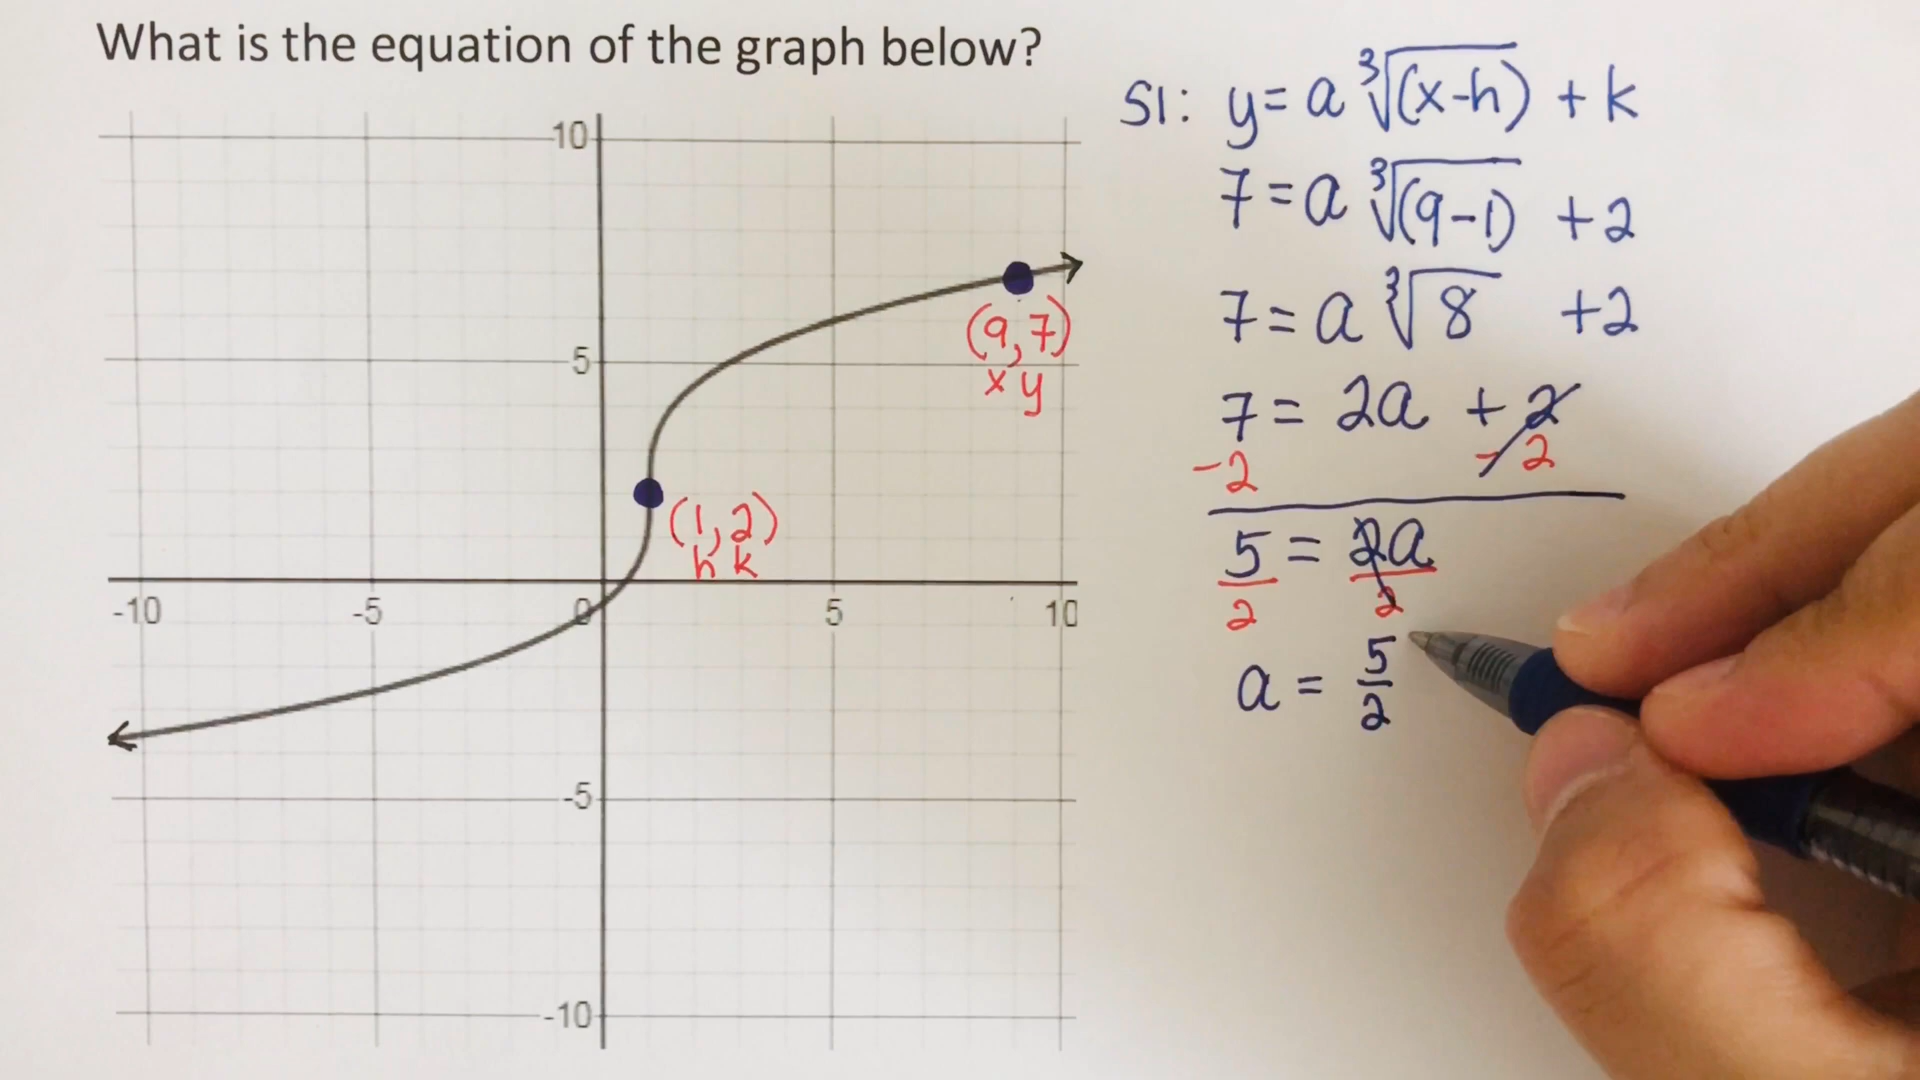 What is the equation of the graph below?
10
5
-10 -5 0 5 10
-5
-10
(9,7)
x y
(1,2)
h k
S1: y = a ∛(x-h) + k
7 = a ∛(9-1) + 2
7 = a ∛8 + 2
7 = 2a + 2
-2 -2
5 = 2a
2 2
a = 5/2